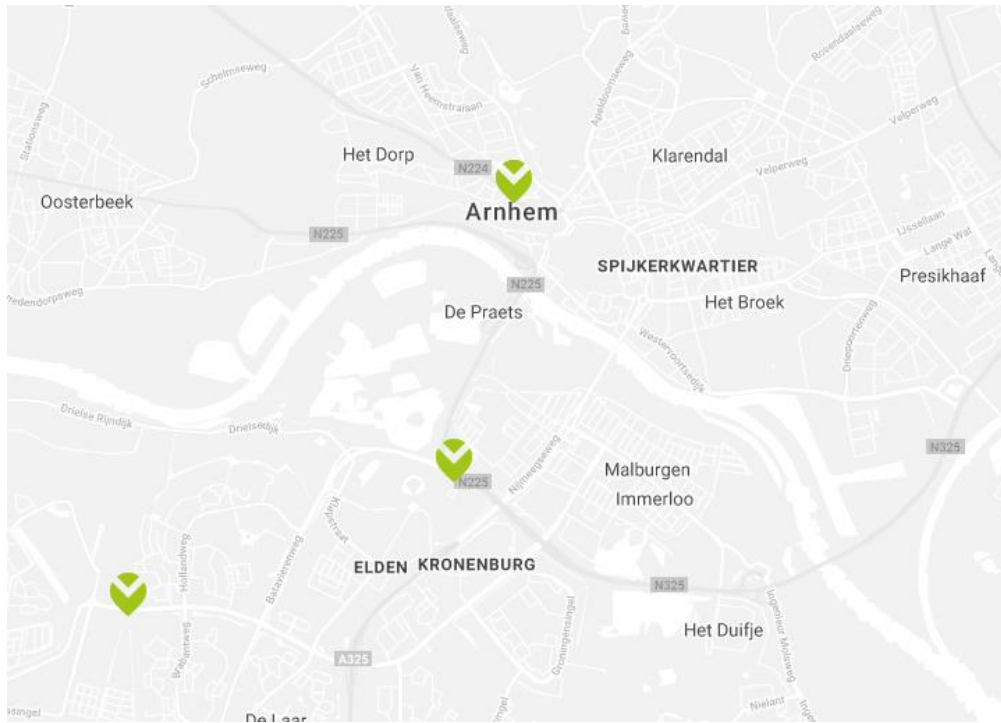 Schelmseweg
Stationsweg
Van Heemstralaan
Apeldoornseweg
Rosendaalseweg
Velperweg
Het Dorp
N224
Klarendal
Velperweg
Oosterbeek
Arnhem
N225
IJssellaan
Lange Wal
SPIJKERKWARTIER
Presikhaaf
N225
Het Broek
De Praets
Westervoortsedijk
Driepoortenweg
Drielse Rijndijk
Drielsedijk
N325
Nijmeegseweg
Malburgen
N225
Immerloo
Klapstraat
Hollandweg
Batavierenweg
ELDEN
KRONENBURG
N325
Brabantweg
Groningensingel
Het Duifje
Ingenieur Molsweg
A325
Nielant
De Laar